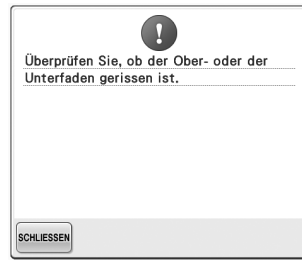 !
Überprüfen Sie, ob der Ober- oder der
Unterfaden gerissen ist.
SCHLIESSEN